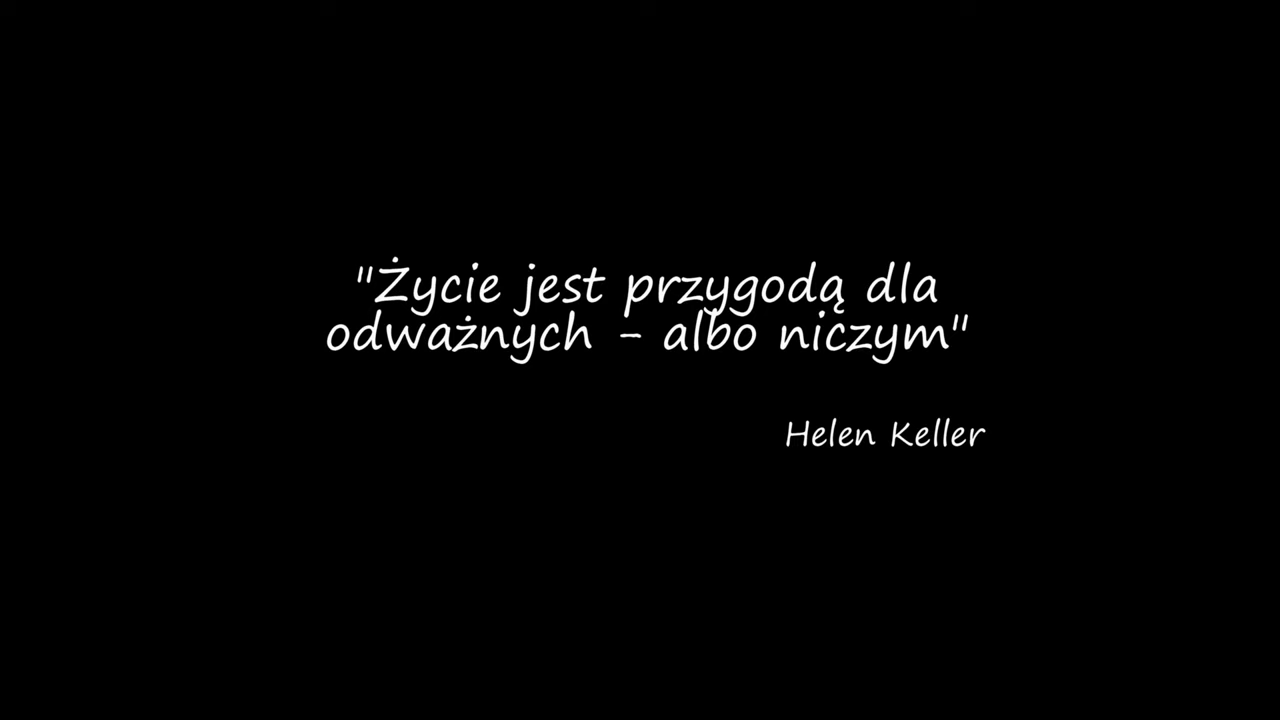 "Życie jest przygodą dla
odważnych - albo niczym"
Helen Keller